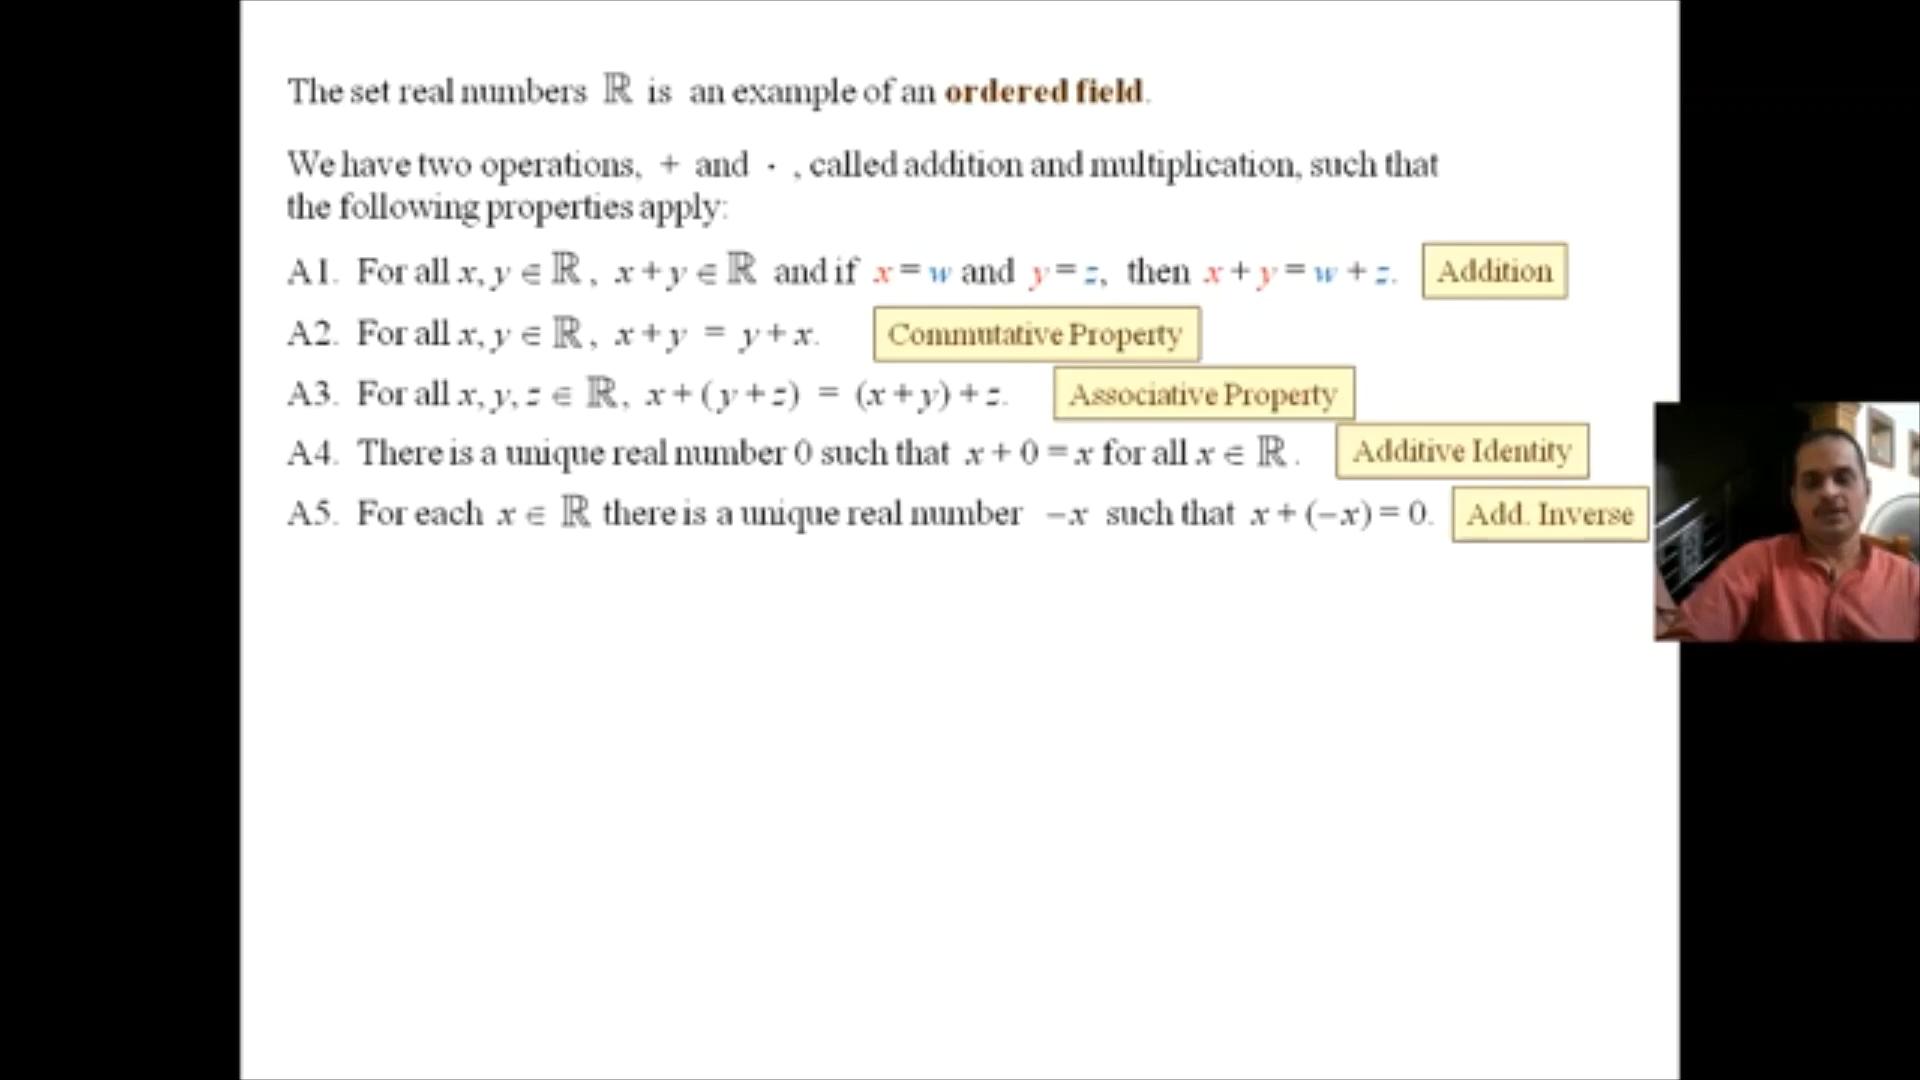 The set real numbers ℝ is an example of an ordered field.
We have two operations, + and · , called addition and multiplication, such that
the following properties apply:
A1. For all x, y ∈ ℝ, x + y ∈ ℝ and if x = w and y = z, then x + y = w + z. Addition
A2. For all x, y ∈ ℝ, x + y = y + x. Commutative Property
A3. For all x, y, z ∈ ℝ, x + (y + z) = (x + y) + z. Associative Property
A4. There is a unique real number 0 such that x + 0 = x for all x ∈ ℝ. Additive Identity
A5. For each x ∈ ℝ there is a unique real number −x such that x + (−x) = 0. Add. Inverse